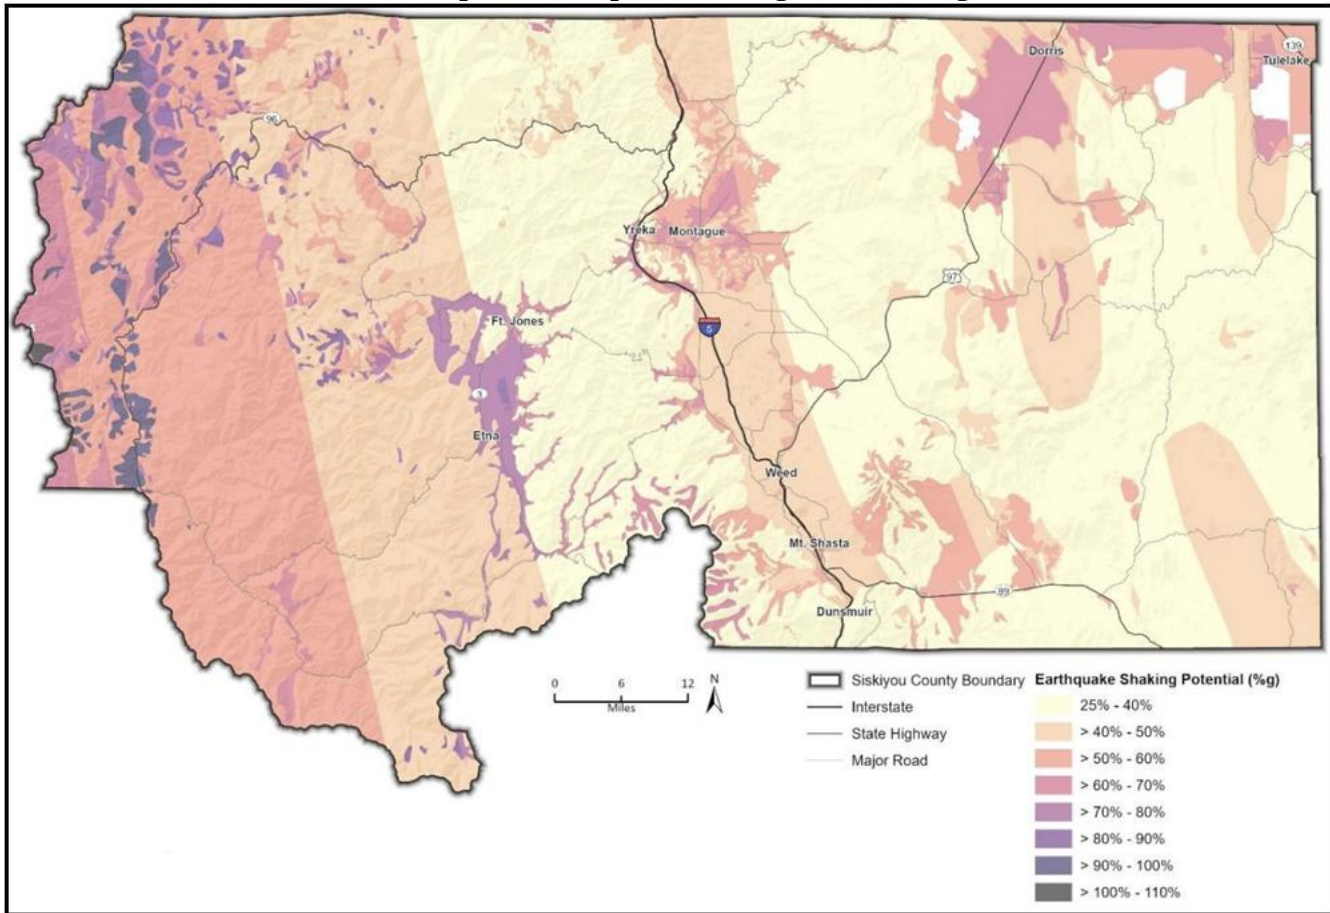 Dorris
139
Tulelake
96
Yreka
Montague
97
Ft. Jones
5
3
Etna
Weed
Mt. Shasta
89
Dunsmuir
0 6 12
Miles
N
Siskiyou County Boundary
Interstate
State Highway
Major Road
Earthquake Shaking Potential (%g)
25% - 40%
> 40% - 50%
> 50% - 60%
> 60% - 70%
> 70% - 80%
> 80% - 90%
> 90% - 100%
> 100% - 110%